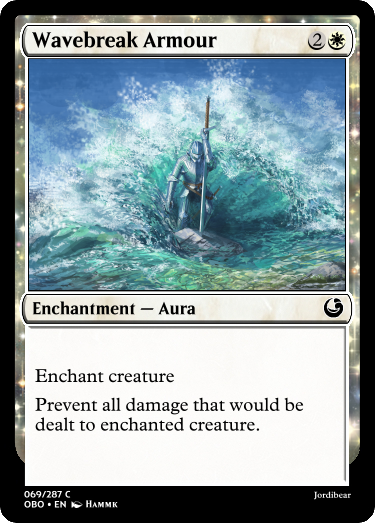 Wavebreak Armour 2
Enchantment — Aura
Enchant creature
Prevent all damage that would be
dealt to enchanted creature.
069/287 C
OBO • EN HAMMK
Jordibear